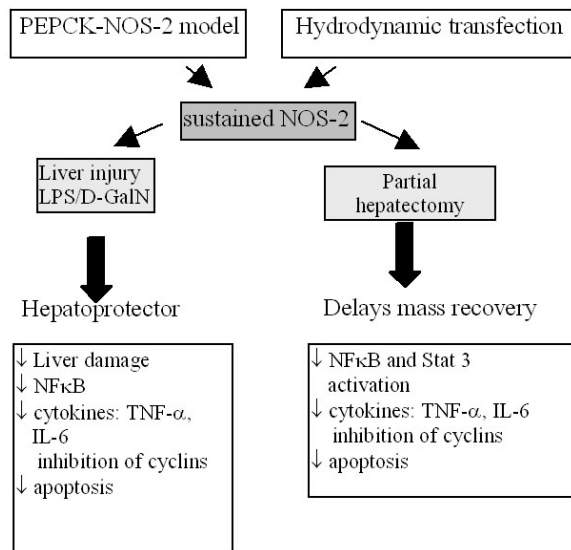 PEPCK-NOS-2 model
Hydrodynamic transfection
sustained NOS-2
Liver injury
LPS/D-GalN
Partial
hepatectomy
Hepatoprotector
Delays mass recovery
↓ Liver damage
↓ NFκB
↓ cytokines: TNF-α,
IL-6
inhibition of cyclins
↓ apoptosis
↓ NFκB and Stat 3
activation
↓ cytokines: TNF-α, IL-6
inhibition of cyclins
↓ apoptosis